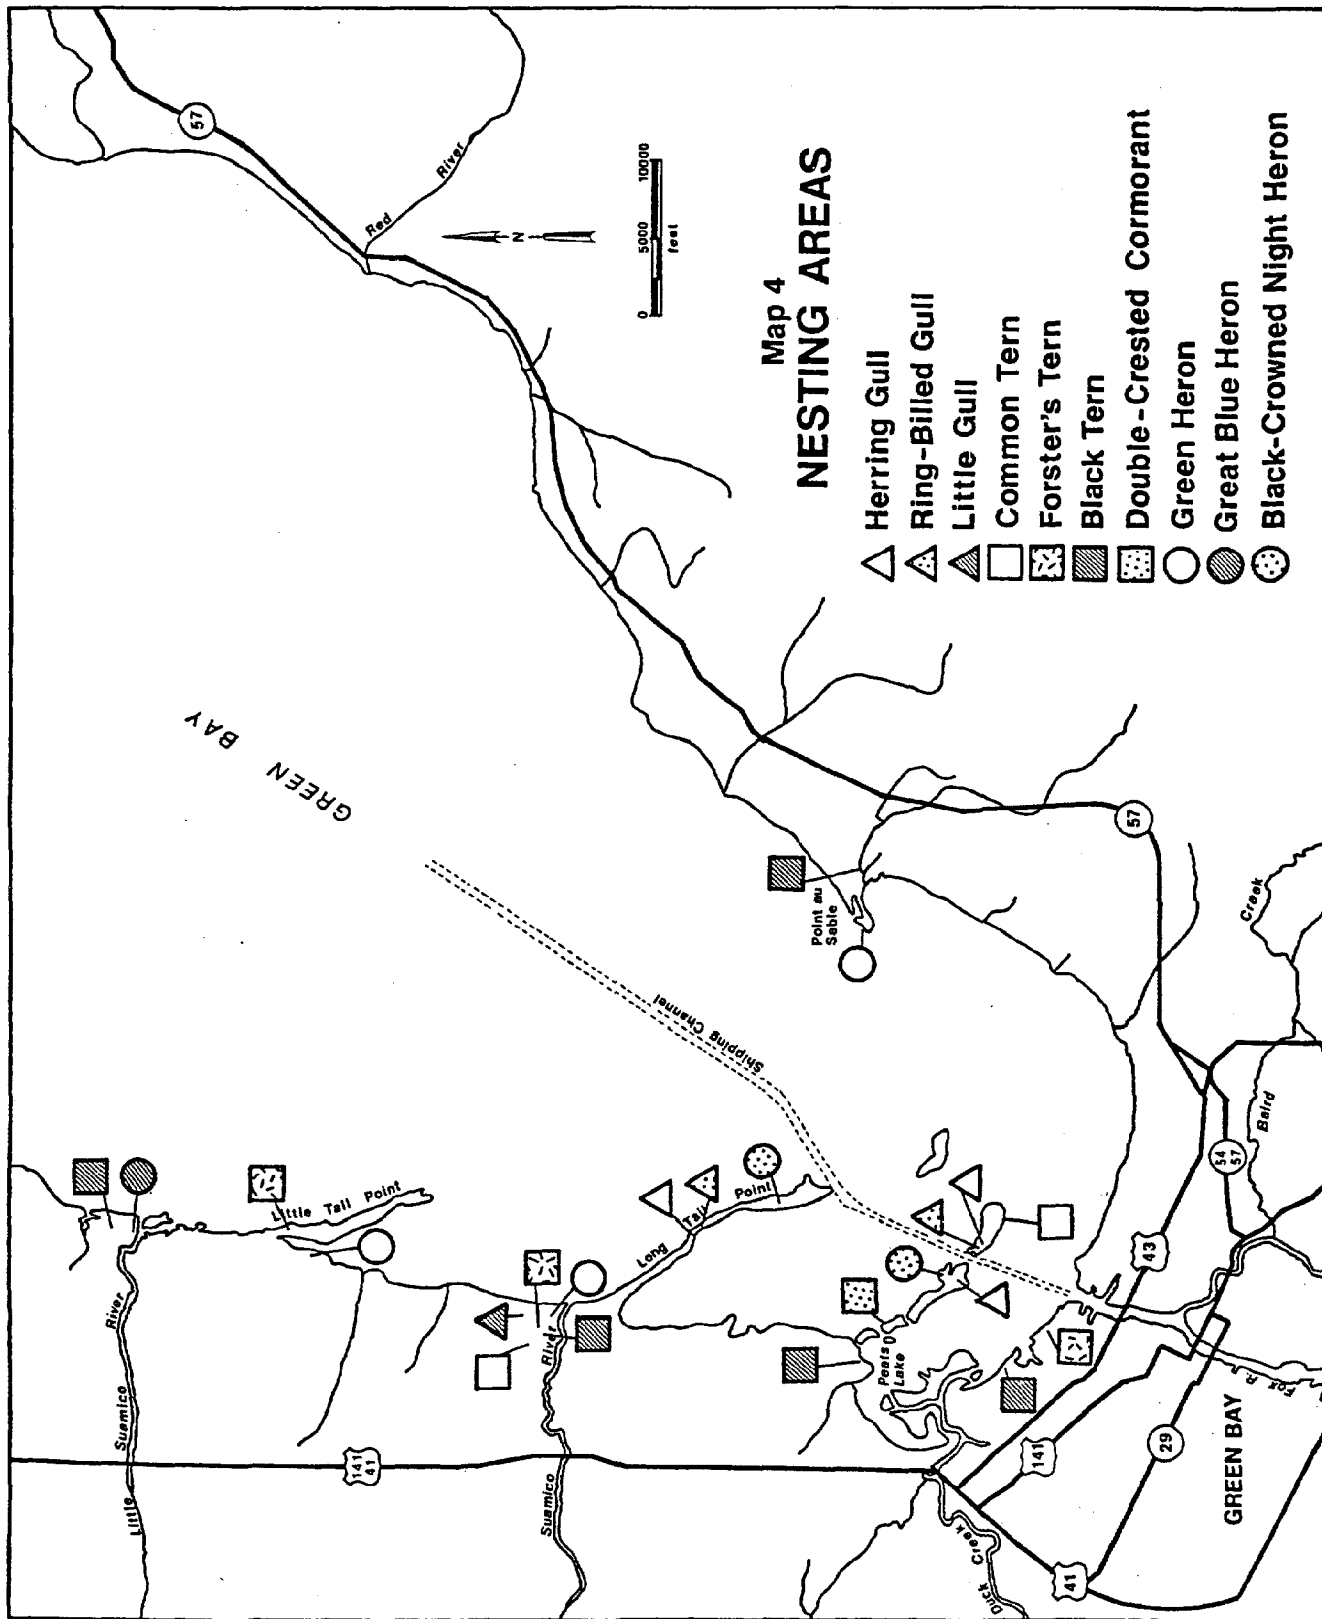 Map 4
NESTING AREAS
Herring Gull
Ring-Billed Gull
Little Gull
Common Tern
Forster's Tern
Black Tern
Double-Crested Cormorant
Green Heron
Great Blue Heron
Black-Crowned Night Heron
0 5000 10000
feet
N
57
Red River
GREEN BAY
Shipping Channel
Point au
Sable
57
Little Tail Point
Long Tail Point
Little Suamico River
141
41
Suamico River
Peats
Lake
Duck Creek
41
141
29
43
54
57
Baird Creek
Fox R.
GREEN BAY